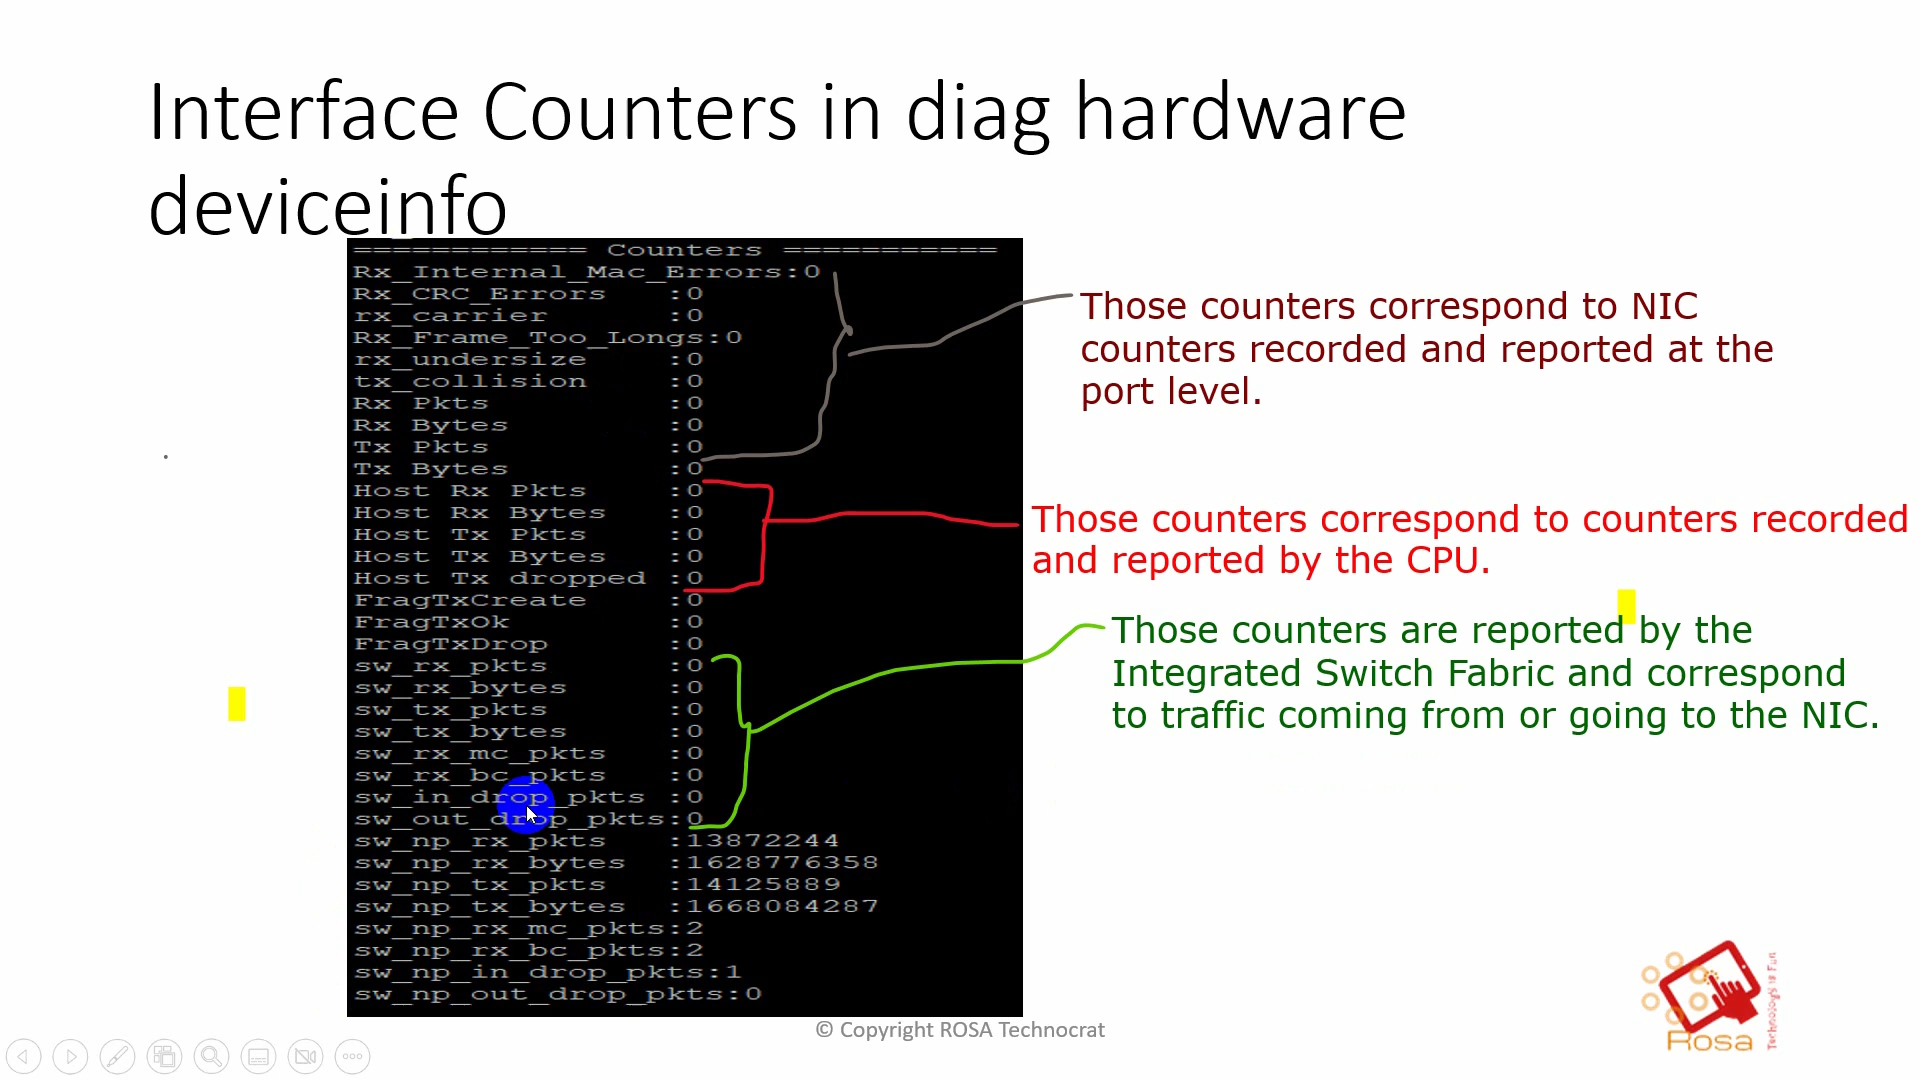 Interface Counters in diag hardware
deviceinfo
============ Counters ===========
Rx_Internal_Mac_Errors:0
Rx_CRC_Errors :0
rx_carrier :0
Rx_Frame_Too_Longs:0
rx_undersize :0
tx_collision :0
Rx Pkts :0
Rx Bytes :0
Tx Pkts :0
Tx Bytes :0
Host Rx Pkts :0
Host Rx Bytes :0
Host Tx Pkts :0
Host Tx Bytes :0
Host Tx dropped :0
FragTxCreate :0
FragTxOk :0
FragTxDrop :0
sw_rx_pkts :0
sw_rx_bytes :0
sw_tx_pkts :0
sw_tx_bytes :0
sw_rx_mc_pkts :0
sw_rx_bc_pkts :0
sw_in_drop_pkts :0
sw_out_drop_pkts:0
sw_np_rx_pkts :13872244
sw_np_rx_bytes :1628776358
sw_np_tx_pkts :14125889
sw_np_tx_bytes :1668084287
sw_np_rx_mc_pkts:2
sw_np_rx_bc_pkts:2
sw_np_in_drop_pkts:1
sw_np_out_drop_pkts:0
Those counters correspond to NIC
counters recorded and reported at the
port level.
Those counters correspond to counters recorded
and reported by the CPU.
Those counters are reported by the
Integrated Switch Fabric and correspond
to traffic coming from or going to the NIC.
© Copyright ROSA Technocrat
Rosa
Technology is Fun